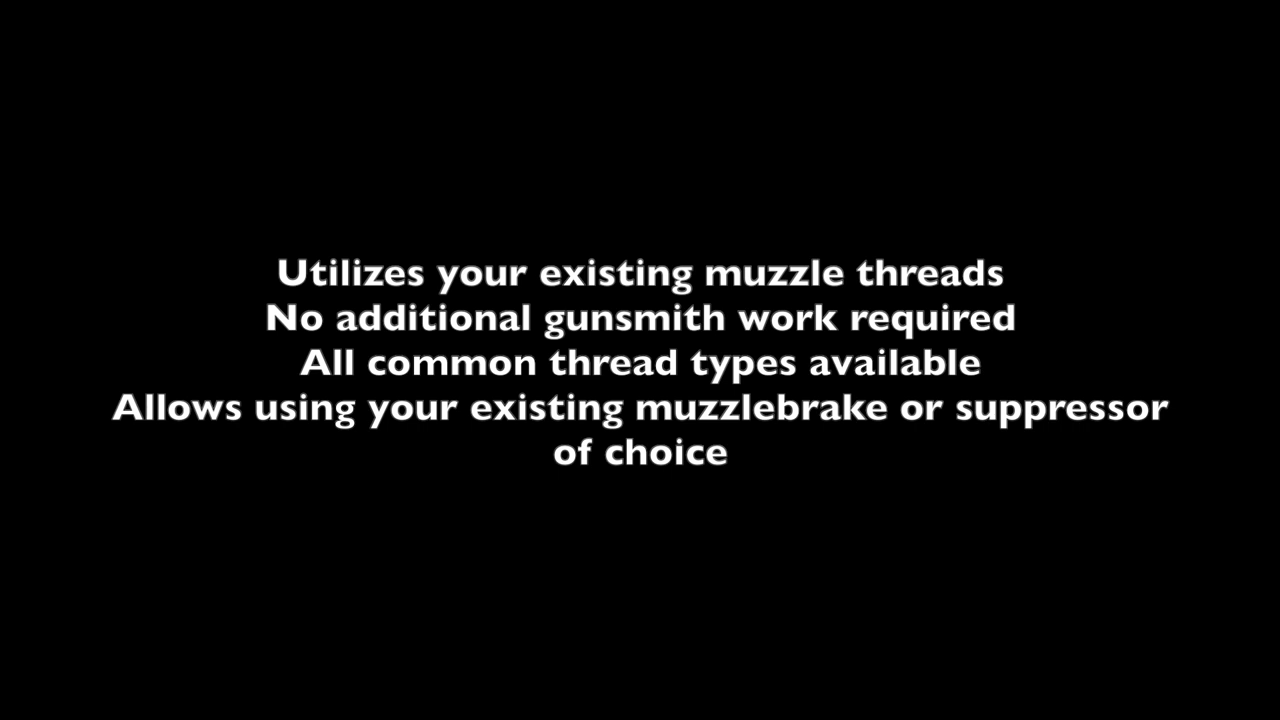 Utilizes your existing muzzle threads
No additional gunsmith work required
All common thread types available
Allows using your existing muzzlebrake or suppressor
of choice